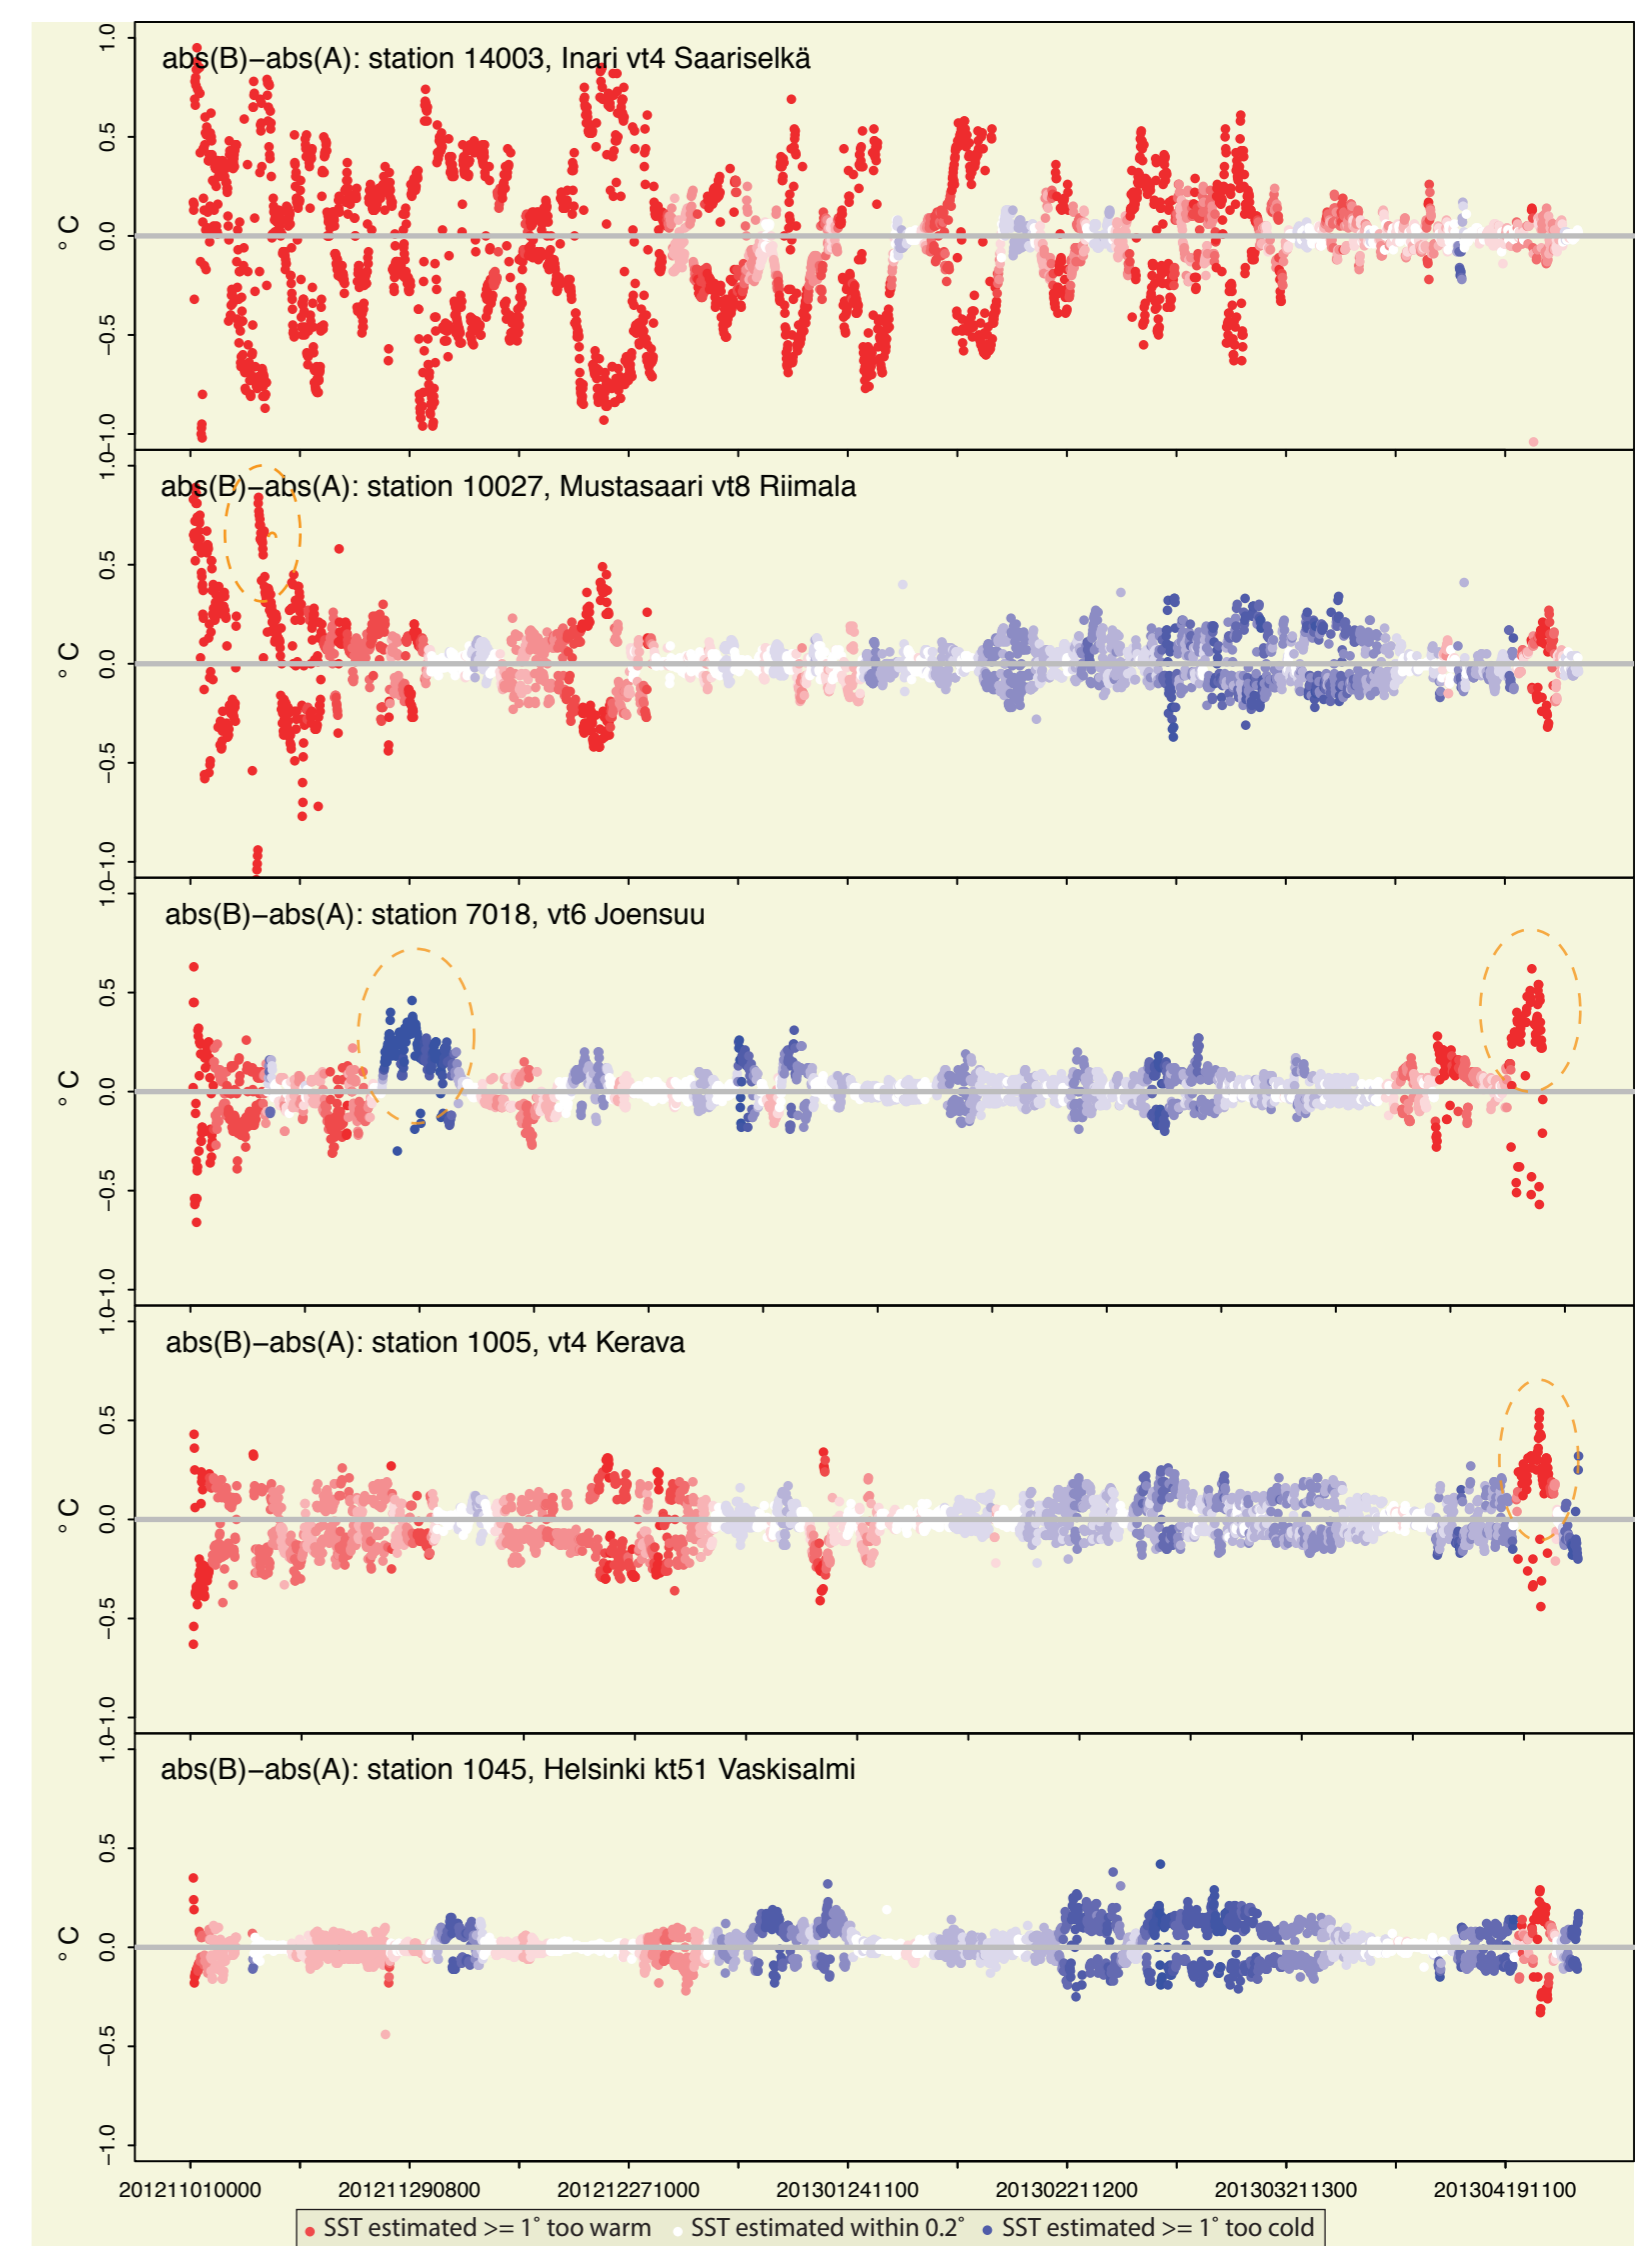 abs(B)−abs(A): station 14003, Inari vt4 Saariselkä
1.0
0.5
0.0
−0.5
−1.0
° C
abs(B)−abs(A): station 10027, Mustasaari vt8 Riimala
1.0
0.5
0.0
−0.5
−1.0
° C
abs(B)−abs(A): station 7018, vt6 Joensuu
1.0
0.5
0.0
−0.5
−1.0
° C
abs(B)−abs(A): station 1005, vt4 Kerava
1.0
0.5
0.0
−0.5
−1.0
° C
abs(B)−abs(A): station 1045, Helsinki kt51 Vaskisalmi
1.0
0.5
0.0
−0.5
−1.0
° C
201211010000 201211290800 201212271000 201301241100 201302211200 201303211300 201304191100
SST estimated >= 1° too warm SST estimated within 0.2° SST estimated >= 1° too cold